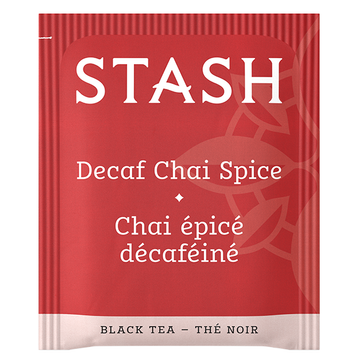 STASH
Decaf Chai Spice
Chai épicé
décaféiné
BLACK TEA – THÉ NOIR